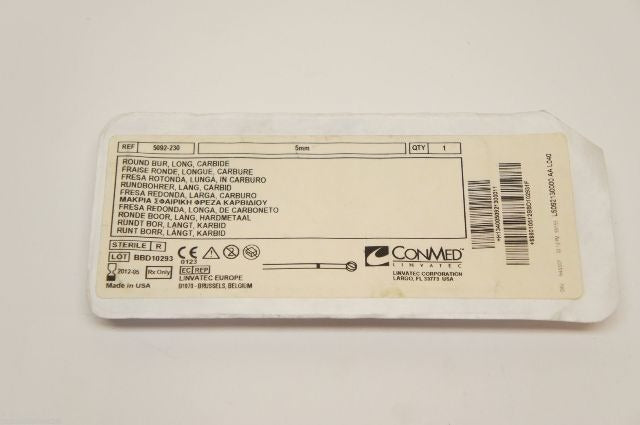 REF 5092-230 5mm QTY 1
ROUND BUR, LONG, CARBIDE
FRAISE RONDE, LONGUE, CARBURE
FRESA ROTONDA, LUNGA, IN CARBURO
RUNDBOHRER, LANG, CARBID
FRESA REDONDA, LARGA, CARBURO
ΜΑΚΡΙΑ ΣΦΑΙΡΙΚΗ ΦΡΕΖΑ ΚΑΡΒΙΔΙΟΥ
FRESA REDONDA, LONGA, DE CARBONETO
RONDE BOOR, LANG, HARDMETAAL
RUNDT BOR, LANGT, KARBID
RUNT BORR, LANGT, KARBID
STERILE R
LOT BBD10293
CE
0123
2012-05
Rx Only
EC REP
LINVATEC EUROPE
B1070 - BRUSSELS, BELGIUM
Made in USA
CONMED
LINVATEC
LINVATEC CORPORATION
LARGO, FL 33773 USA